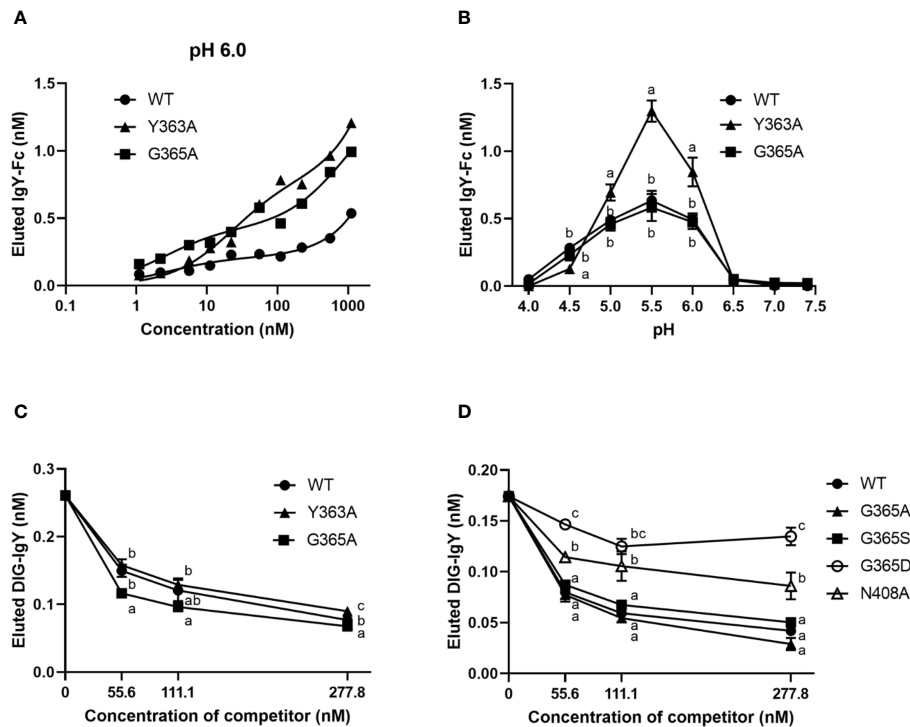 A
pH 6.0
WT
Y363A
G365A
Eluted IgY-Fc (nM)
1.5
1.0
0.5
0.0
0.1
1
10
100
1000
Concentration (nM)
B
WT
Y363A
G365A
Eluted IgY-Fc (nM)
1.5
1.0
0.5
0.0
a
a
a
b
b
b
b
b
b
b
b
a
4.0
4.5
5.0
5.5
6.0
6.5
7.0
7.5
pH
C
WT
Y363A
G365A
Eluted DIG-IgY (nM)
0.3
0.2
0.1
0.0
b
b
a
b
ab
a
c
b
a
0
55.6
111.1
277.8
Concentration of competitor (nM)
D
WT
G365A
G365S
G365D
N408A
Eluted DIG-IgY (nM)
0.20
0.15
0.10
0.05
0.00
c
b
a
a
a
bc
b
a
a
a
c
b
a
a
a
0
55.6
111.1
277.8
Concentration of competitor (nM)